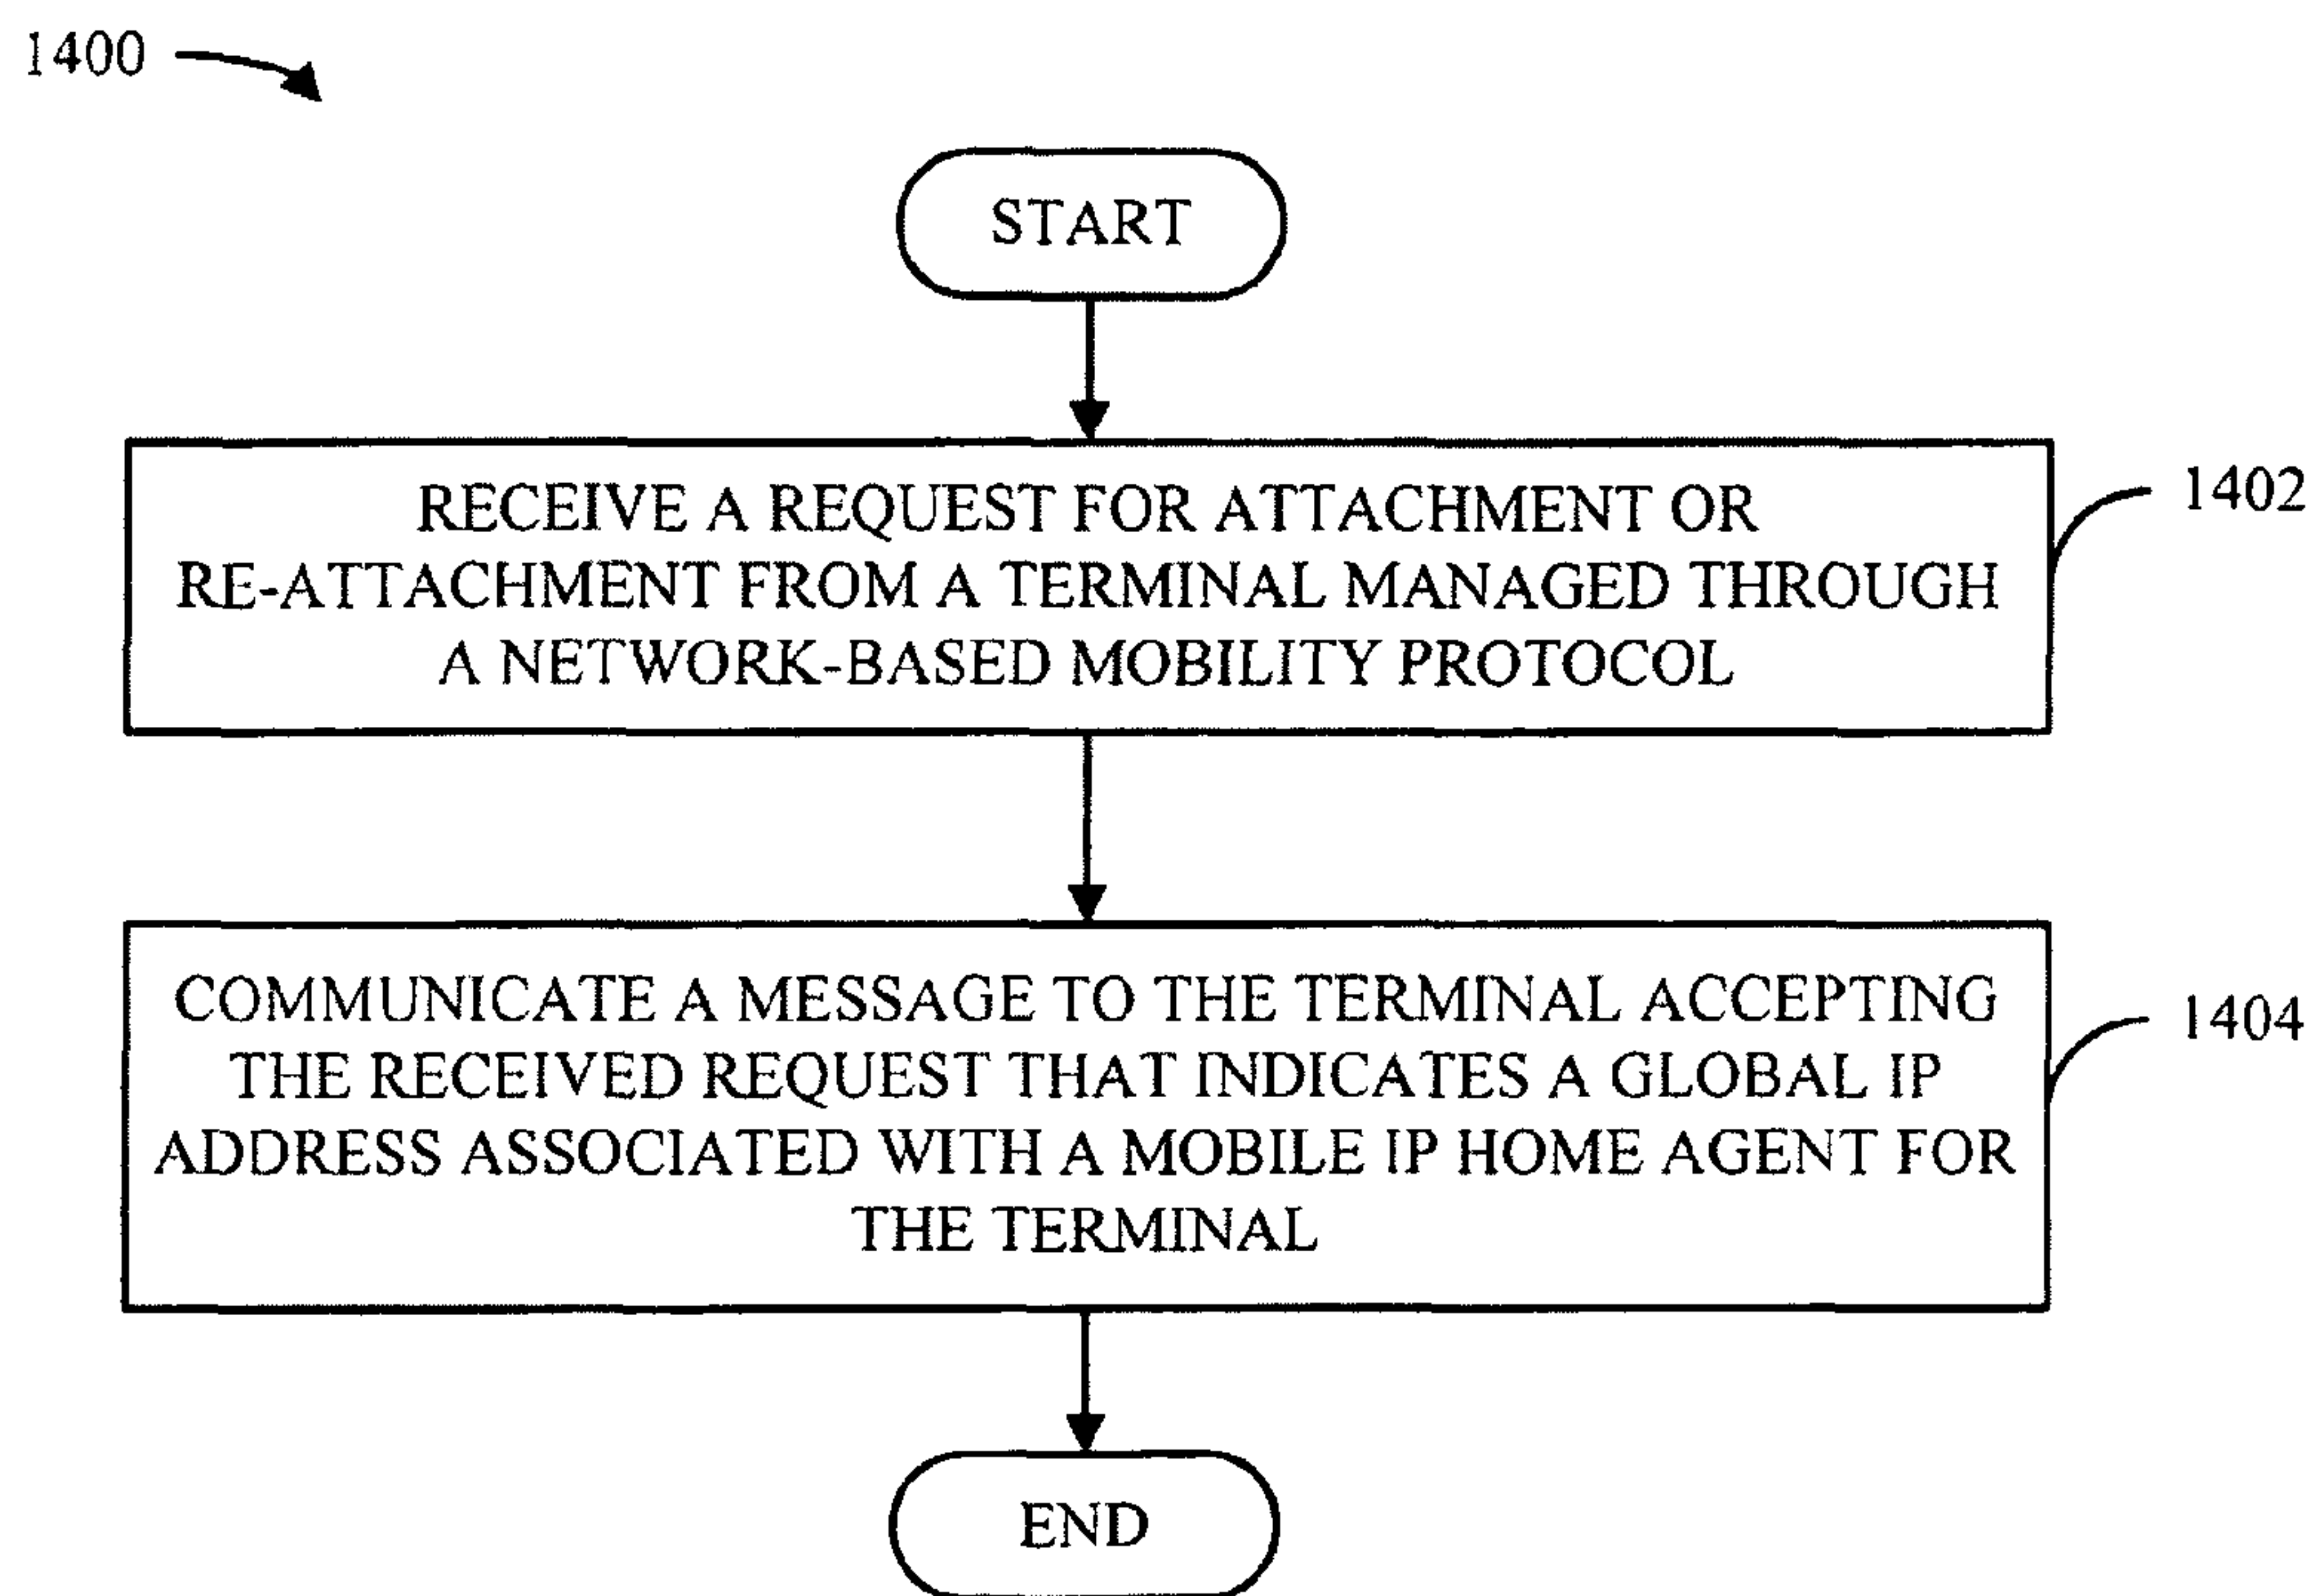 1400
START
RECEIVE A REQUEST FOR ATTACHMENT OR
RE-ATTACHMENT FROM A TERMINAL MANAGED THROUGH
A NETWORK-BASED MOBILITY PROTOCOL
1402
COMMUNICATE A MESSAGE TO THE TERMINAL ACCEPTING
THE RECEIVED REQUEST THAT INDICATES A GLOBAL IP
ADDRESS ASSOCIATED WITH A MOBILE IP HOME AGENT FOR
THE TERMINAL
1404
END